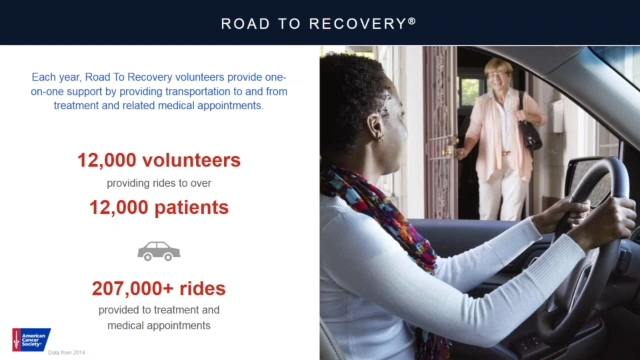 ROAD TO RECOVERY®
Each year, Road To Recovery volunteers provide one-
on-one support by providing transportation to and from
treatment and related medical appointments.
12,000 volunteers
providing rides to over
12,000 patients
207,000+ rides
provided to treatment and
medical appointments
American
Cancer
Society®
Data from 2014